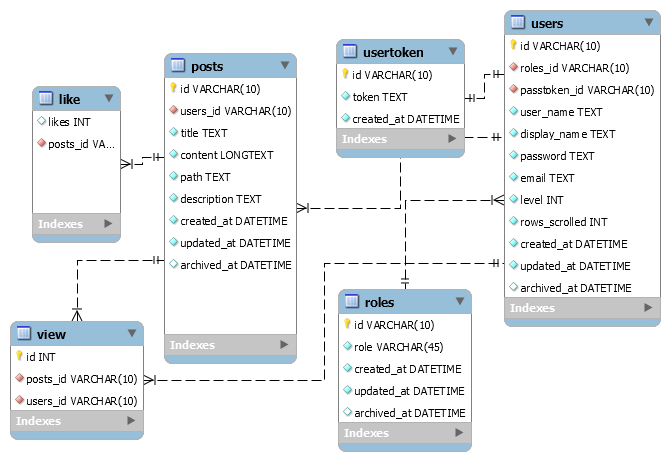 like
likes INT
posts_id VA...
Indexes
posts
id VARCHAR(10)
users_id VARCHAR(10)
title TEXT
content LONGTEXT
path TEXT
description TEXT
created_at DATETIME
updated_at DATETIME
archived_at DATETIME
Indexes
usertoken
id VARCHAR(10)
token TEXT
created_at DATETIME
Indexes
users
id VARCHAR(10)
roles_id VARCHAR(10)
passtoken_id VARCHAR(10)
user_name TEXT
display_name TEXT
password TEXT
email TEXT
level INT
rows_scrolled INT
created_at DATETIME
updated_at DATETIME
archived_at DATETIME
Indexes
view
id INT
posts_id VARCHAR(10)
users_id VARCHAR(10)
Indexes
roles
id VARCHAR(10)
role VARCHAR(45)
created_at DATETIME
updated_at DATETIME
archived_at DATETIME
Indexes